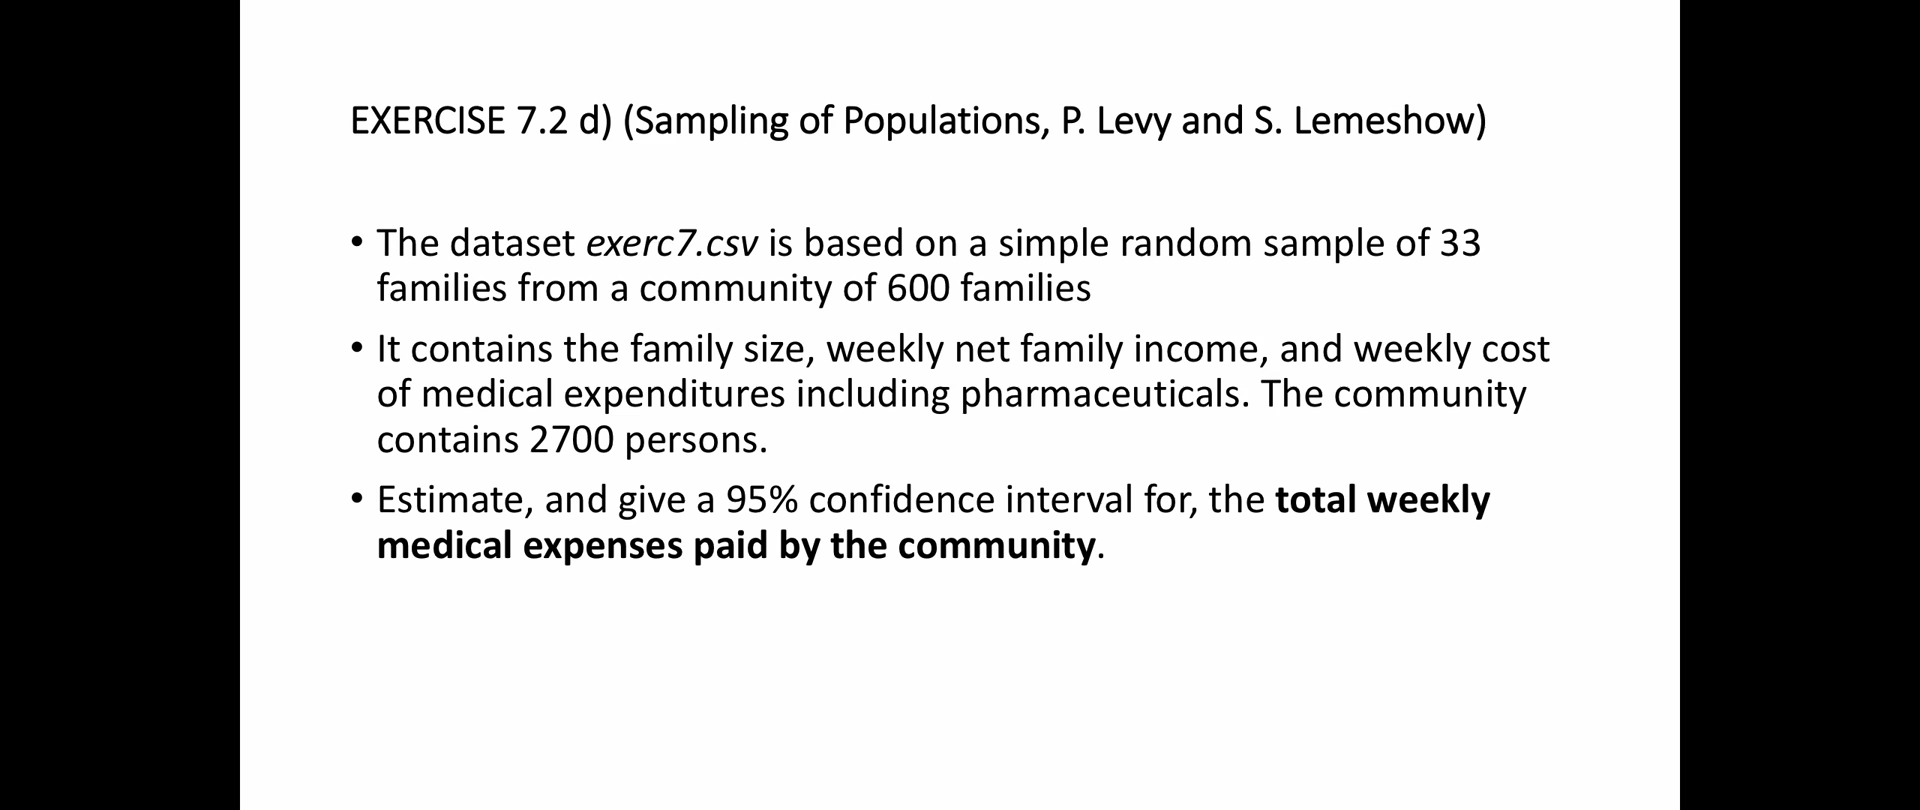 EXERCISE 7.2 d) (Sampling of Populations, P. Levy and S. Lemeshow)
• The dataset exerc7.csv is based on a simple random sample of 33
families from a community of 600 families
• It contains the family size, weekly net family income, and weekly cost
of medical expenditures including pharmaceuticals. The community
contains 2700 persons.
• Estimate, and give a 95% confidence interval for, the total weekly
medical expenses paid by the community.